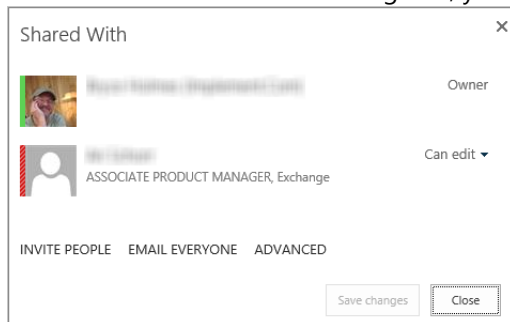 Shared With
Owner
Can edit
ASSOCIATE PRODUCT MANAGER, Exchange
INVITE PEOPLE EMAIL EVERYONE ADVANCED
Save changes Close